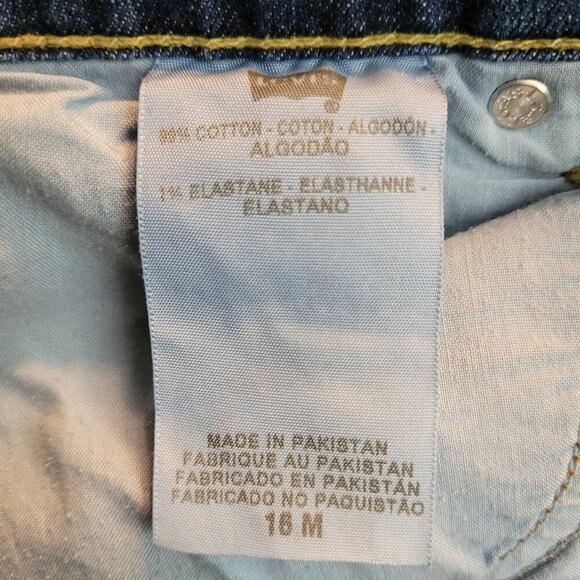 ®
99% COTTON - COTON - ALGODÓN -
ALGODÃO
1% ELASTANE - ELASTHANNE -
ELASTANO
MADE IN PAKISTAN
FABRIQUE AU PAKISTAN
FABRICADO EN PAKISTÁN
FABRICADO NO PAQUISTÃO
16 M